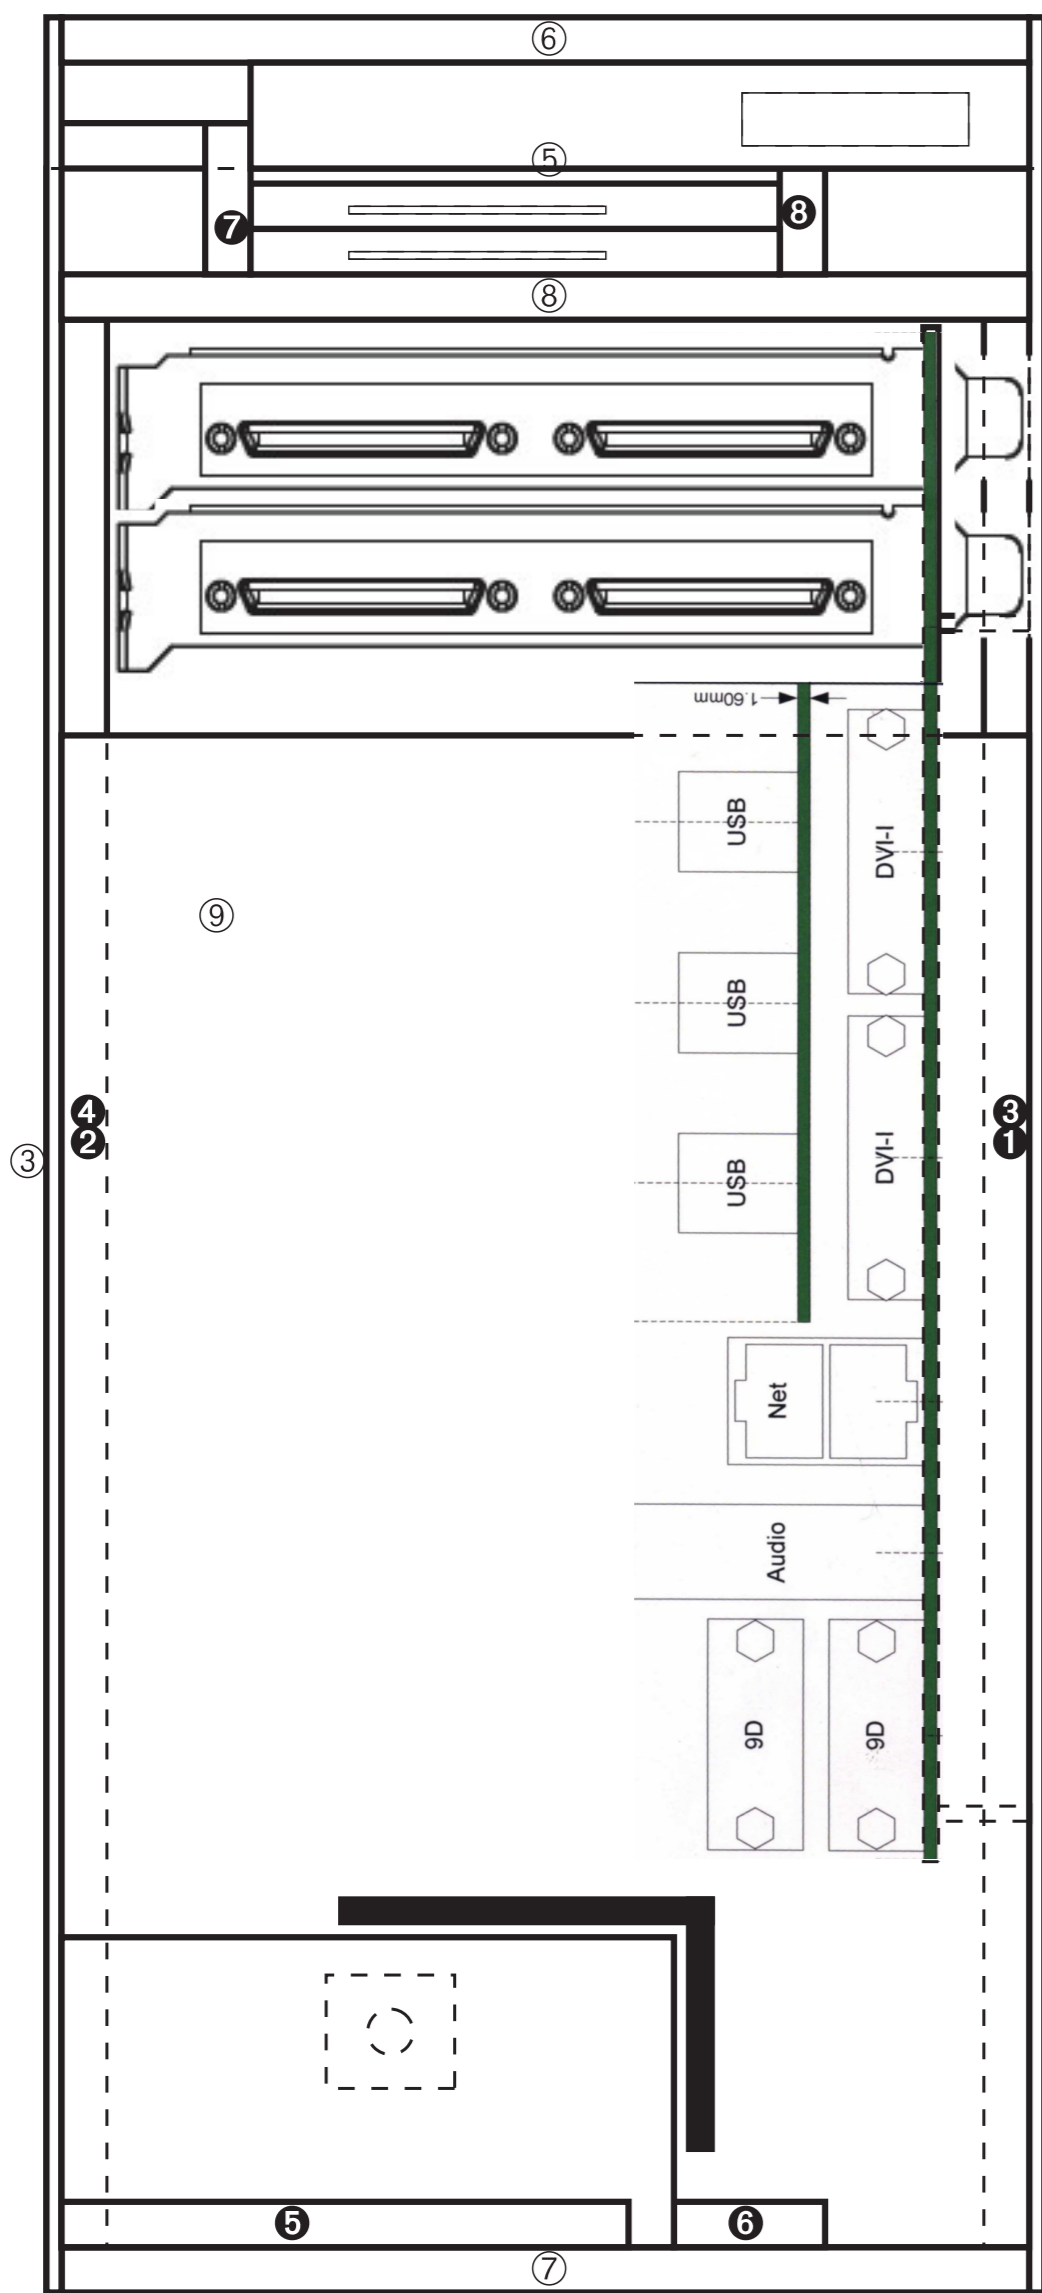 ⑥
⑤
❼
❽
⑧
1.60mm
USB
DVI-I
⑨
USB
❹
❷
③
❸
❶
USB
DVI-I
Net
Audio
9D
9D
❺
❻
⑦